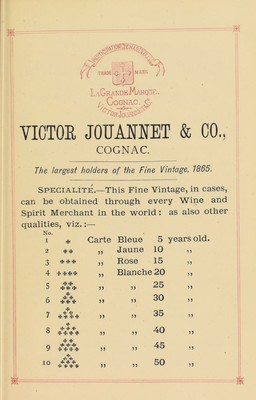 TRADE MARK
LA GRANDE MARQUE.
COGNAC.
VICTOR JOUANNET & CO.,
COGNAC.
The largest holders of the Fine Vintage, 1865.
SPECIALITÉ.—This Fine Vintage, in cases,
can be obtained through every Wine and
Spirit Merchant in the world: as also other
qualities, viz.:—
No.
1 * Carte Bleue 5 years old.
2 ** „ Jaune 10 „
3 *** „ Rose 15 „
4 **** „ Blanche 20 „
5 ***** „ „ 25 „
6 ****** „ „ 30 „
7 ******* „ „ 35 „
8 ******** „ „ 40 „
9 ********* „ „ 45 „
10 ********** „ „ 50 „